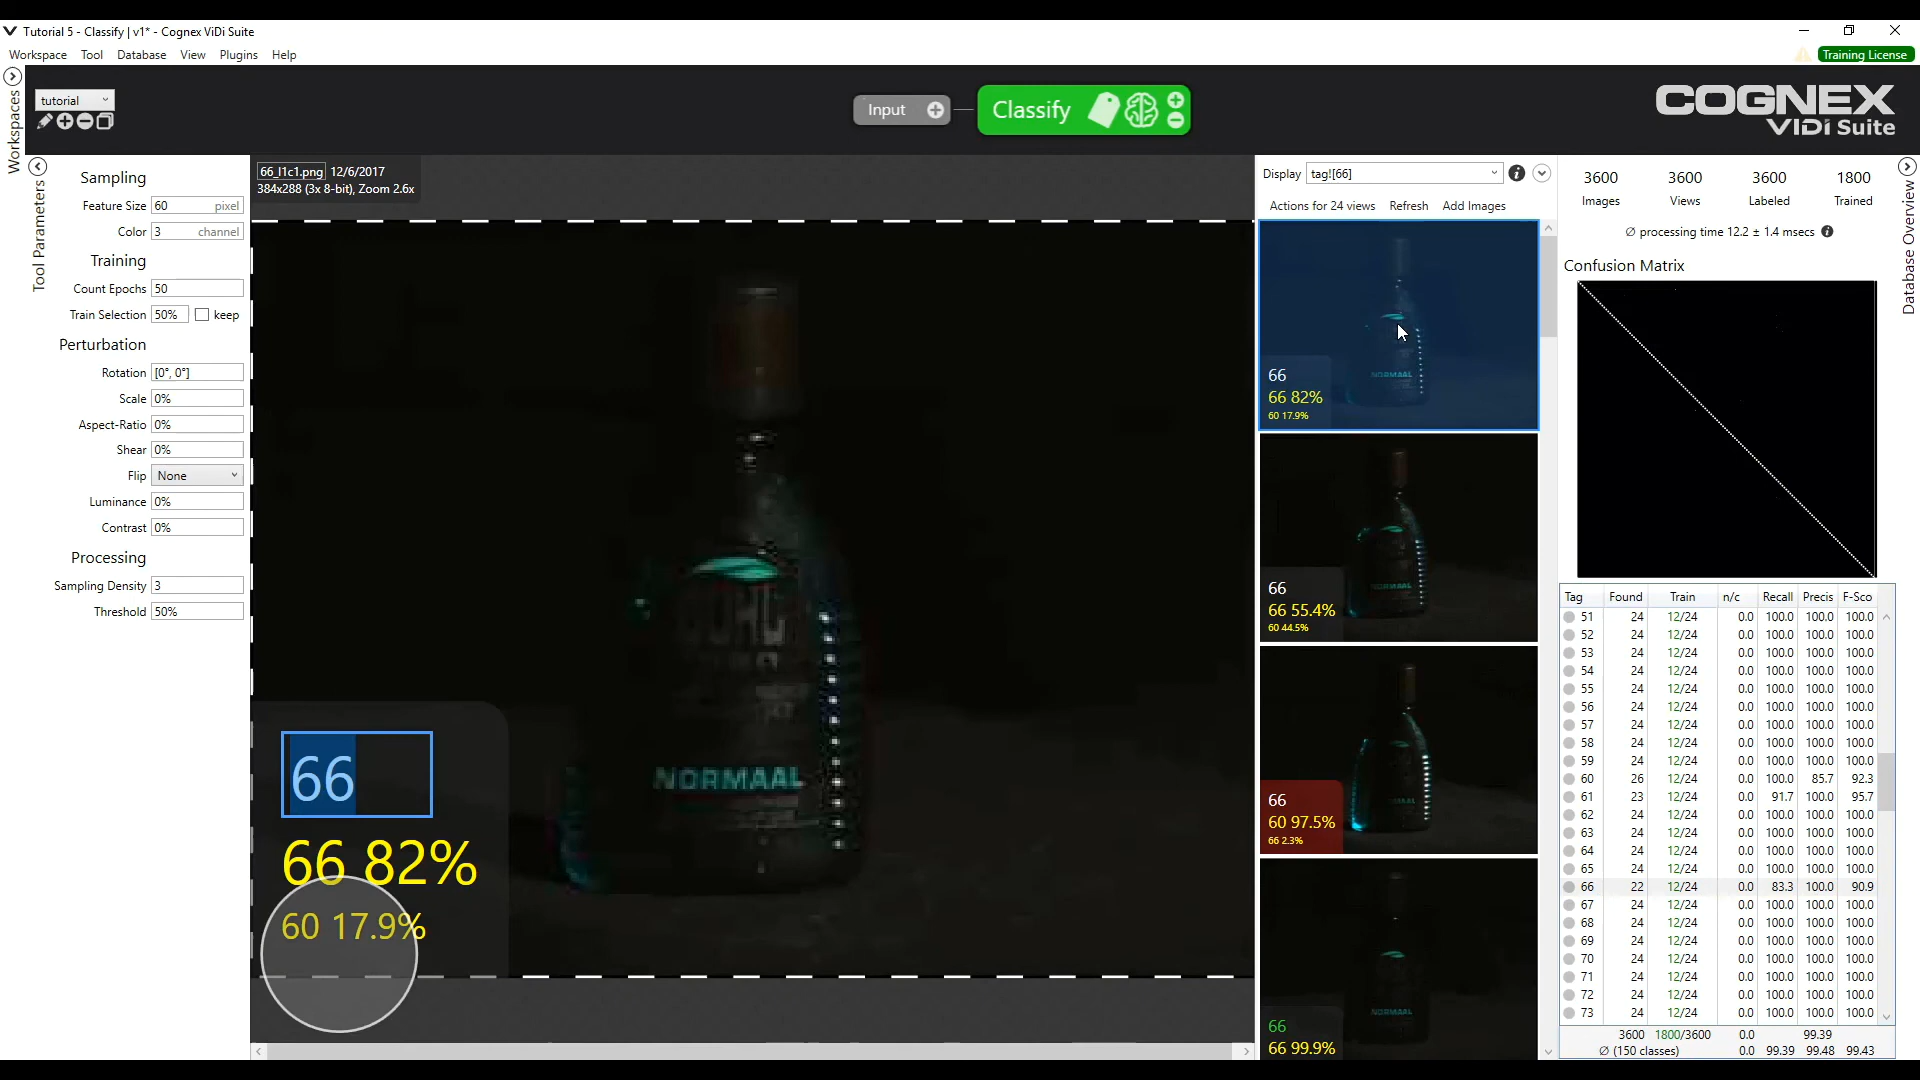 Tutorial 5 - Classify | v1* - Cognex ViDi Suite
Workspace Tool Database View Plugins Help
Training License
Workspaces
tutorial
Input
Classify
COGNEX
ViDi Suite
Tool Parameters
Sampling
Feature Size 60 pixel
Color 3 channel
Training
Count Epochs 50
Train Selection 50% keep
Perturbation
Rotation [0°, 0°]
Scale 0%
Aspect-Ratio 0%
Shear 0%
Flip None
Luminance 0%
Contrast 0%
Processing
Sampling Density 3
Threshold 50%
66_l1c1.png 12/6/2017
384x288 (3x 8-bit), Zoom 2.6x
NORMAAL
66
66 82%
60 17.9%
Display tag![66]
Actions for 24 views Refresh Add Images
NORMAAL
66
66 82%
60 17.9%
NORMAAL
66
66 55.4%
60 44.5%
NORMAAL
66
60 97.5%
66 2.3%
NORMAAL
66
66 99.9%
3600 3600 3600 1800
Images Views Labeled Trained
∅ processing time 12.2 ± 1.4 msecs
Database Overview
Confusion Matrix
Tag Found Train n/c Recall Precis F-Sco
51 24 12/24 0.0 100.0 100.0 100.0
52 24 12/24 0.0 100.0 100.0 100.0
53 24 12/24 0.0 100.0 100.0 100.0
54 24 12/24 0.0 100.0 100.0 100.0
55 24 12/24 0.0 100.0 100.0 100.0
56 24 12/24 0.0 100.0 100.0 100.0
57 24 12/24 0.0 100.0 100.0 100.0
58 24 12/24 0.0 100.0 100.0 100.0
59 24 12/24 0.0 100.0 100.0 100.0
60 26 12/24 0.0 100.0 85.7 92.3
61 23 12/24 0.0 91.7 100.0 95.7
62 24 12/24 0.0 100.0 100.0 100.0
63 24 12/24 0.0 100.0 100.0 100.0
64 24 12/24 0.0 100.0 100.0 100.0
65 24 12/24 0.0 100.0 100.0 100.0
66 22 12/24 0.0 83.3 100.0 90.9
67 24 12/24 0.0 100.0 100.0 100.0
68 24 12/24 0.0 100.0 100.0 100.0
69 24 12/24 0.0 100.0 100.0 100.0
70 24 12/24 0.0 100.0 100.0 100.0
71 24 12/24 0.0 100.0 100.0 100.0
72 24 12/24 0.0 100.0 100.0 100.0
73 24 12/24 0.0 100.0 100.0 100.0
3600 1800/3600 0.0 99.39
∅ (150 classes) 0.0 99.39 99.48 99.43